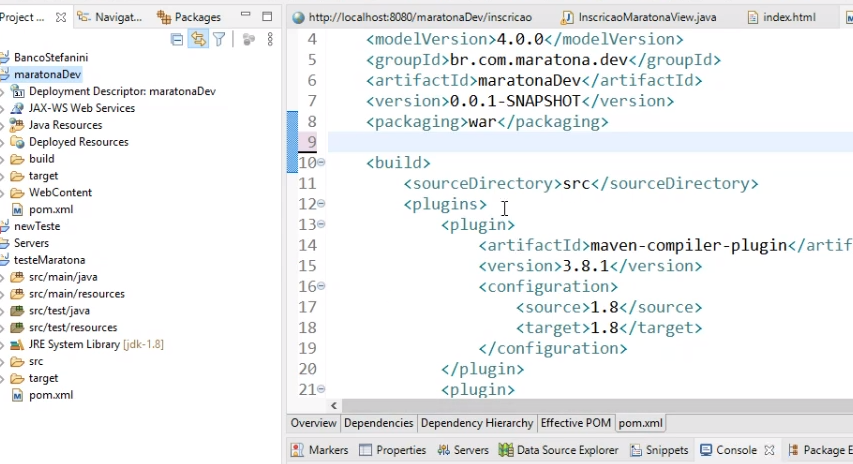 Project ...
Navigat...
Packages
BancoStefanini
maratonaDev
Deployment Descriptor: maratonaDev
JAX-WS Web Services
Java Resources
Deployed Resources
build
target
WebContent
pom.xml
newTeste
Servers
testeMaratona
src/main/java
src/main/resources
src/test/java
src/test/resources
JRE System Library [jdk-1.8]
src
target
pom.xml
http://localhost:8080/maratonaDev/inscricao
InscricaoMaratonaView.java
index.html
4 <modelVersion>4.0.0</modelVersion>
5 <groupId>br.com.maratona.dev</groupId>
6 <artifactId>maratonaDev</artifactId>
7 <version>0.0.1-SNAPSHOT</version>
8 <packaging>war</packaging>
9
10 <build>
11 <sourceDirectory>src</sourceDirectory>
12 <plugins>
13 <plugin>
14 <artifactId>maven-compiler-plugin</artif
15 <version>3.8.1</version>
16 <configuration>
17 <source>1.8</source>
18 <target>1.8</target>
19 </configuration>
20 </plugin>
21 <plugin>
Overview Dependencies Dependency Hierarchy Effective POM pom.xml
Markers Properties Servers Data Source Explorer Snippets Console Package E